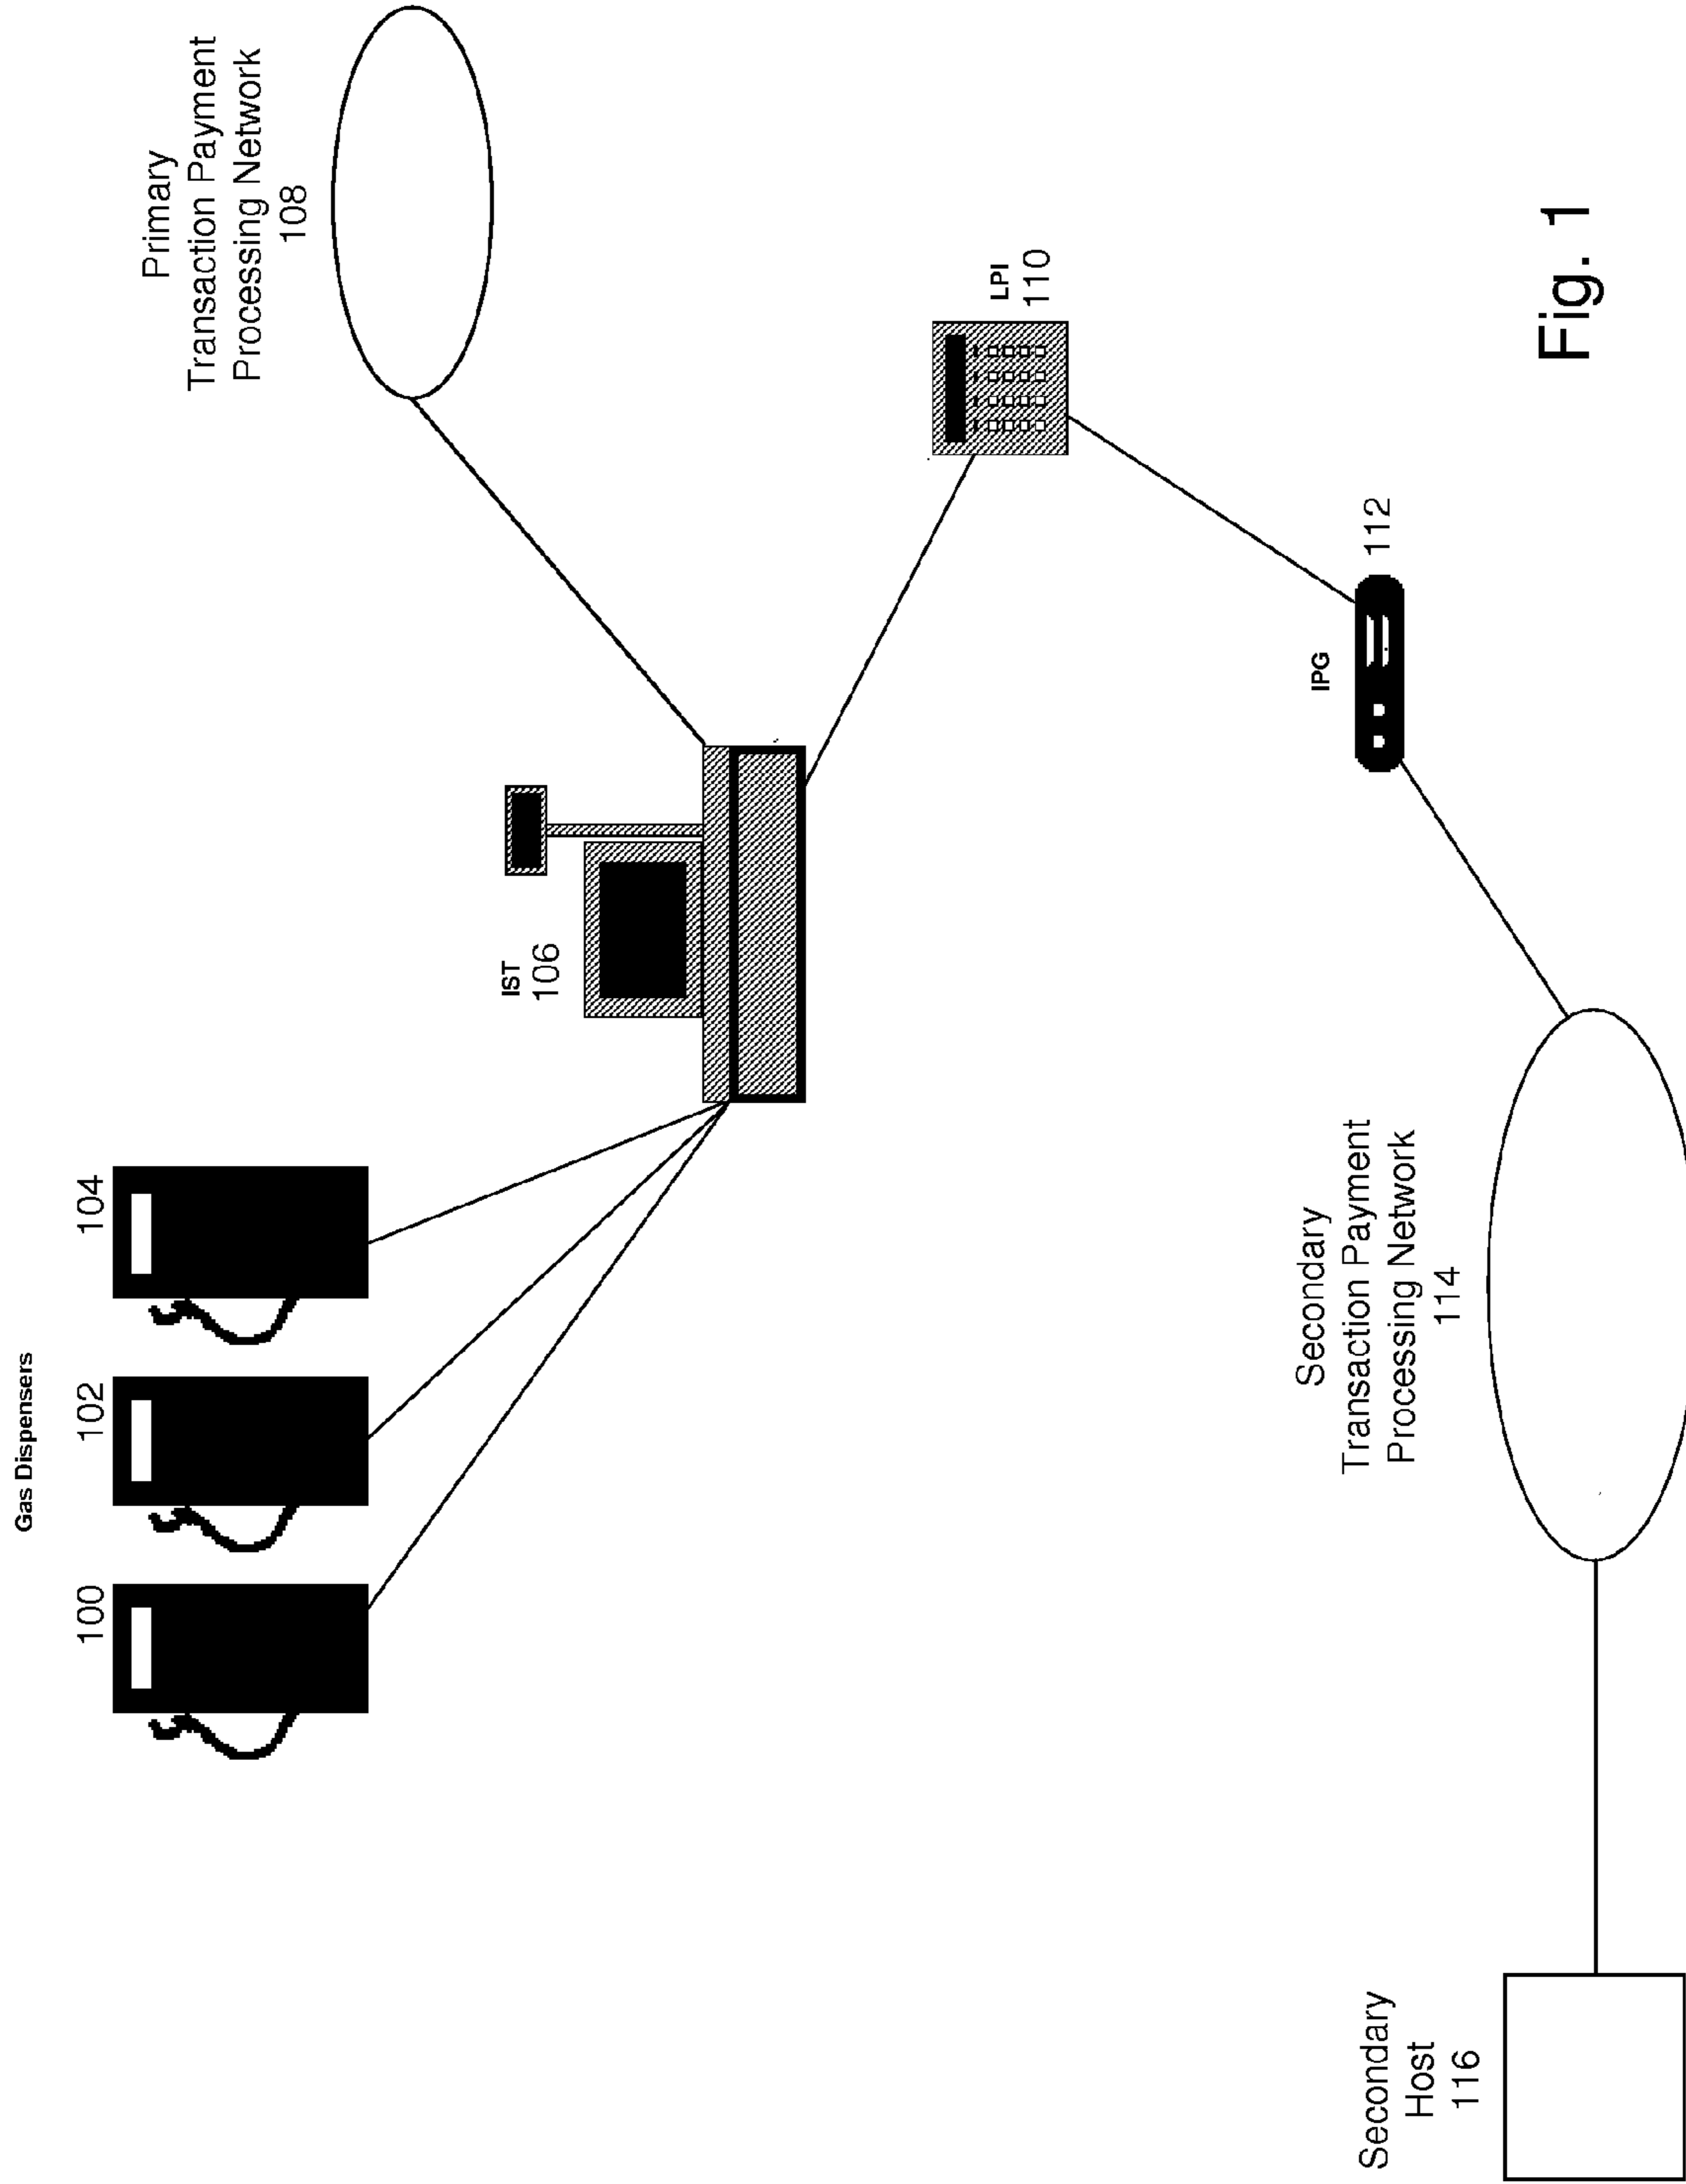 Gas Dispensers
100
102
104
Primary
Transaction Payment
Processing Network
108
IST
106
LPI
110
IPG
112
Secondary
Transaction Payment
Processing Network
114
Secondary
Host
116
Fig. 1